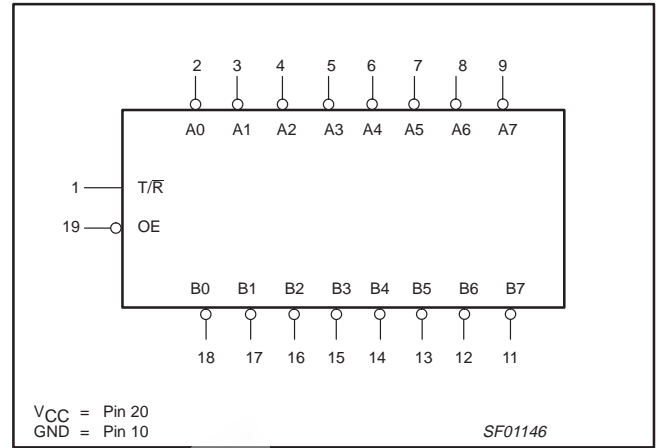 2 3 4 5 6 7 8 9
A0 A1 A2 A3 A4 A5 A6 A7
1 T/R̅
19 OE
B0 B1 B2 B3 B4 B5 B6 B7
18 17 16 15 14 13 12 11
VCC = Pin 20
GND = Pin 10
SF01146